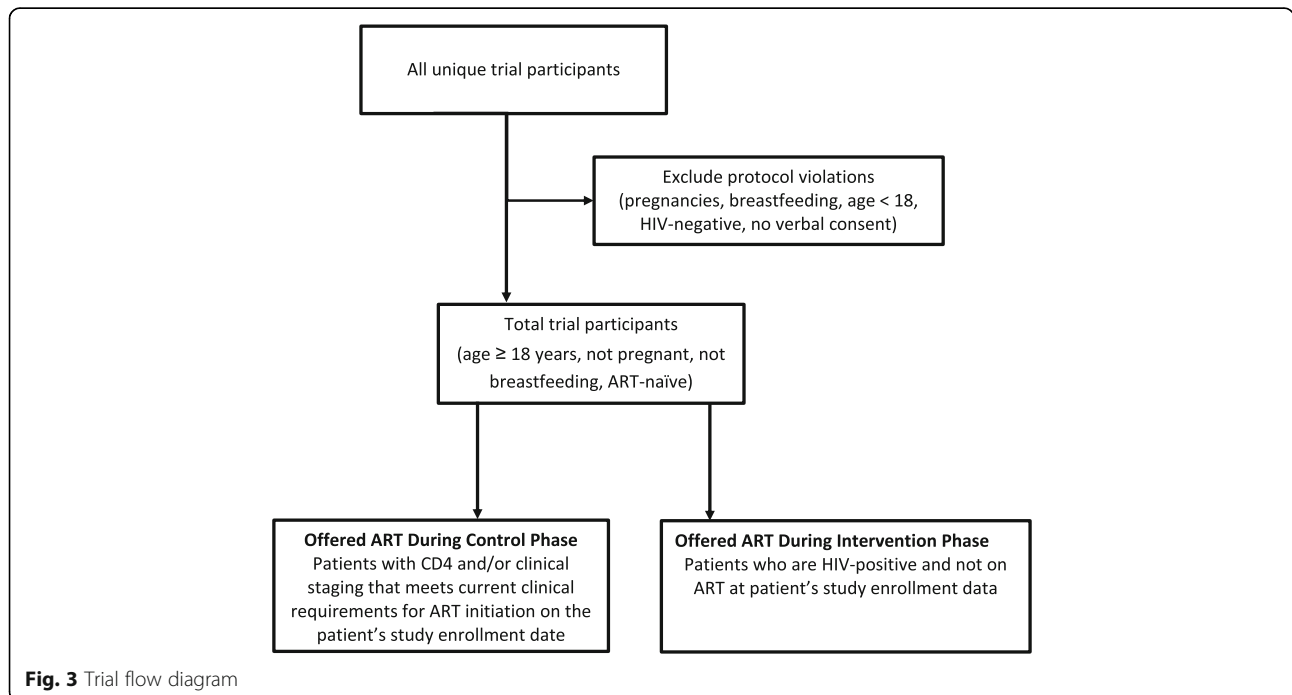 All unique trial participants
Exclude protocol violations
(pregnancies, breastfeeding, age < 18,
HIV-negative, no verbal consent)
Total trial participants
(age ≥ 18 years, not pregnant, not
breastfeeding, ART-naïve)
Offered ART During Control Phase
Patients with CD4 and/or clinical
staging that meets current clinical
requirements for ART initiation on the
patient’s study enrollment date
Offered ART During Intervention Phase
Patients who are HIV-positive and not on
ART at patient’s study enrollment data
Fig. 3 Trial flow diagram